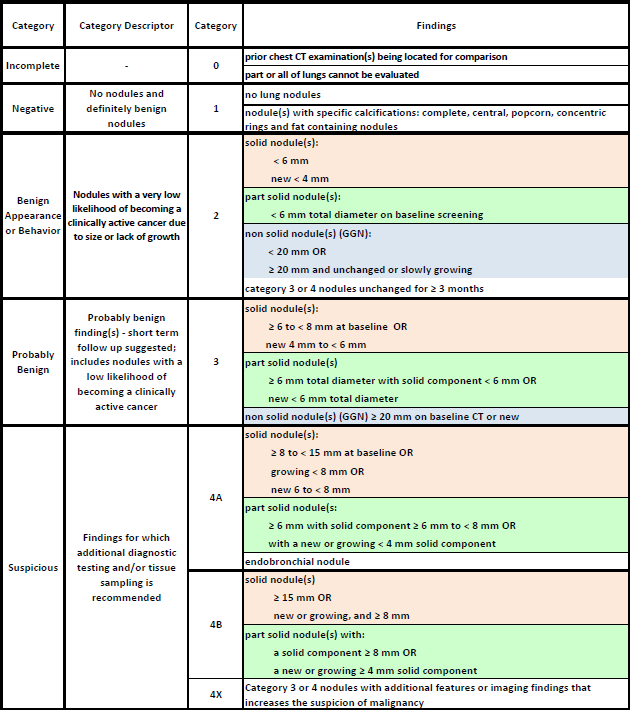 Category Category Descriptor Category Findings
Incomplete - 0
prior chest CT examination(s) being located for comparison
part or all of lungs cannot be evaluated
Negative
No nodules and
definitely benign
nodules
1
no lung nodules
nodule(s) with specific calcifications: complete, central, popcorn, concentric
rings and fat containing nodules
Benign
Appearance
or Behavior
Nodules with a very low
likelihood of becoming a
clinically active cancer due
to size or lack of growth
2
solid nodule(s):
< 6 mm
new < 4 mm
part solid nodule(s):
< 6 mm total diameter on baseline screening
non solid nodule(s) (GGN):
< 20 mm OR
≥ 20 mm and unchanged or slowly growing
category 3 or 4 nodules unchanged for ≥ 3 months
Probably
Benign
Probably benign
finding(s) - short term
follow up suggested;
includes nodules with a
low likelihood of
becoming a clinically
active cancer
3
solid nodule(s):
≥ 6 to < 8 mm at baseline OR
new 4 mm to < 6 mm
part solid nodule(s)
≥ 6 mm total diameter with solid component < 6 mm OR
new < 6 mm total diameter
non solid nodule(s) (GGN) ≥ 20 mm on baseline CT or new
Suspicious
Findings for which
additional diagnostic
testing and/or tissue
sampling is
recommended
4A
solid nodule(s):
≥ 8 to < 15 mm at baseline OR
growing < 8 mm OR
new 6 to < 8 mm
part solid nodule(s:
≥ 6 mm with solid component ≥ 6 mm to < 8 mm OR
with a new or growing < 4 mm solid component
endobronchial nodule
4B
solid nodule(s)
≥ 15 mm OR
new or growing, and ≥ 8 mm
part solid nodule(s) with:
a solid component ≥ 8 mm OR
a new or growing ≥ 4 mm solid component
4X
Category 3 or 4 nodules with additional features or imaging findings that
increases the suspicion of malignancy